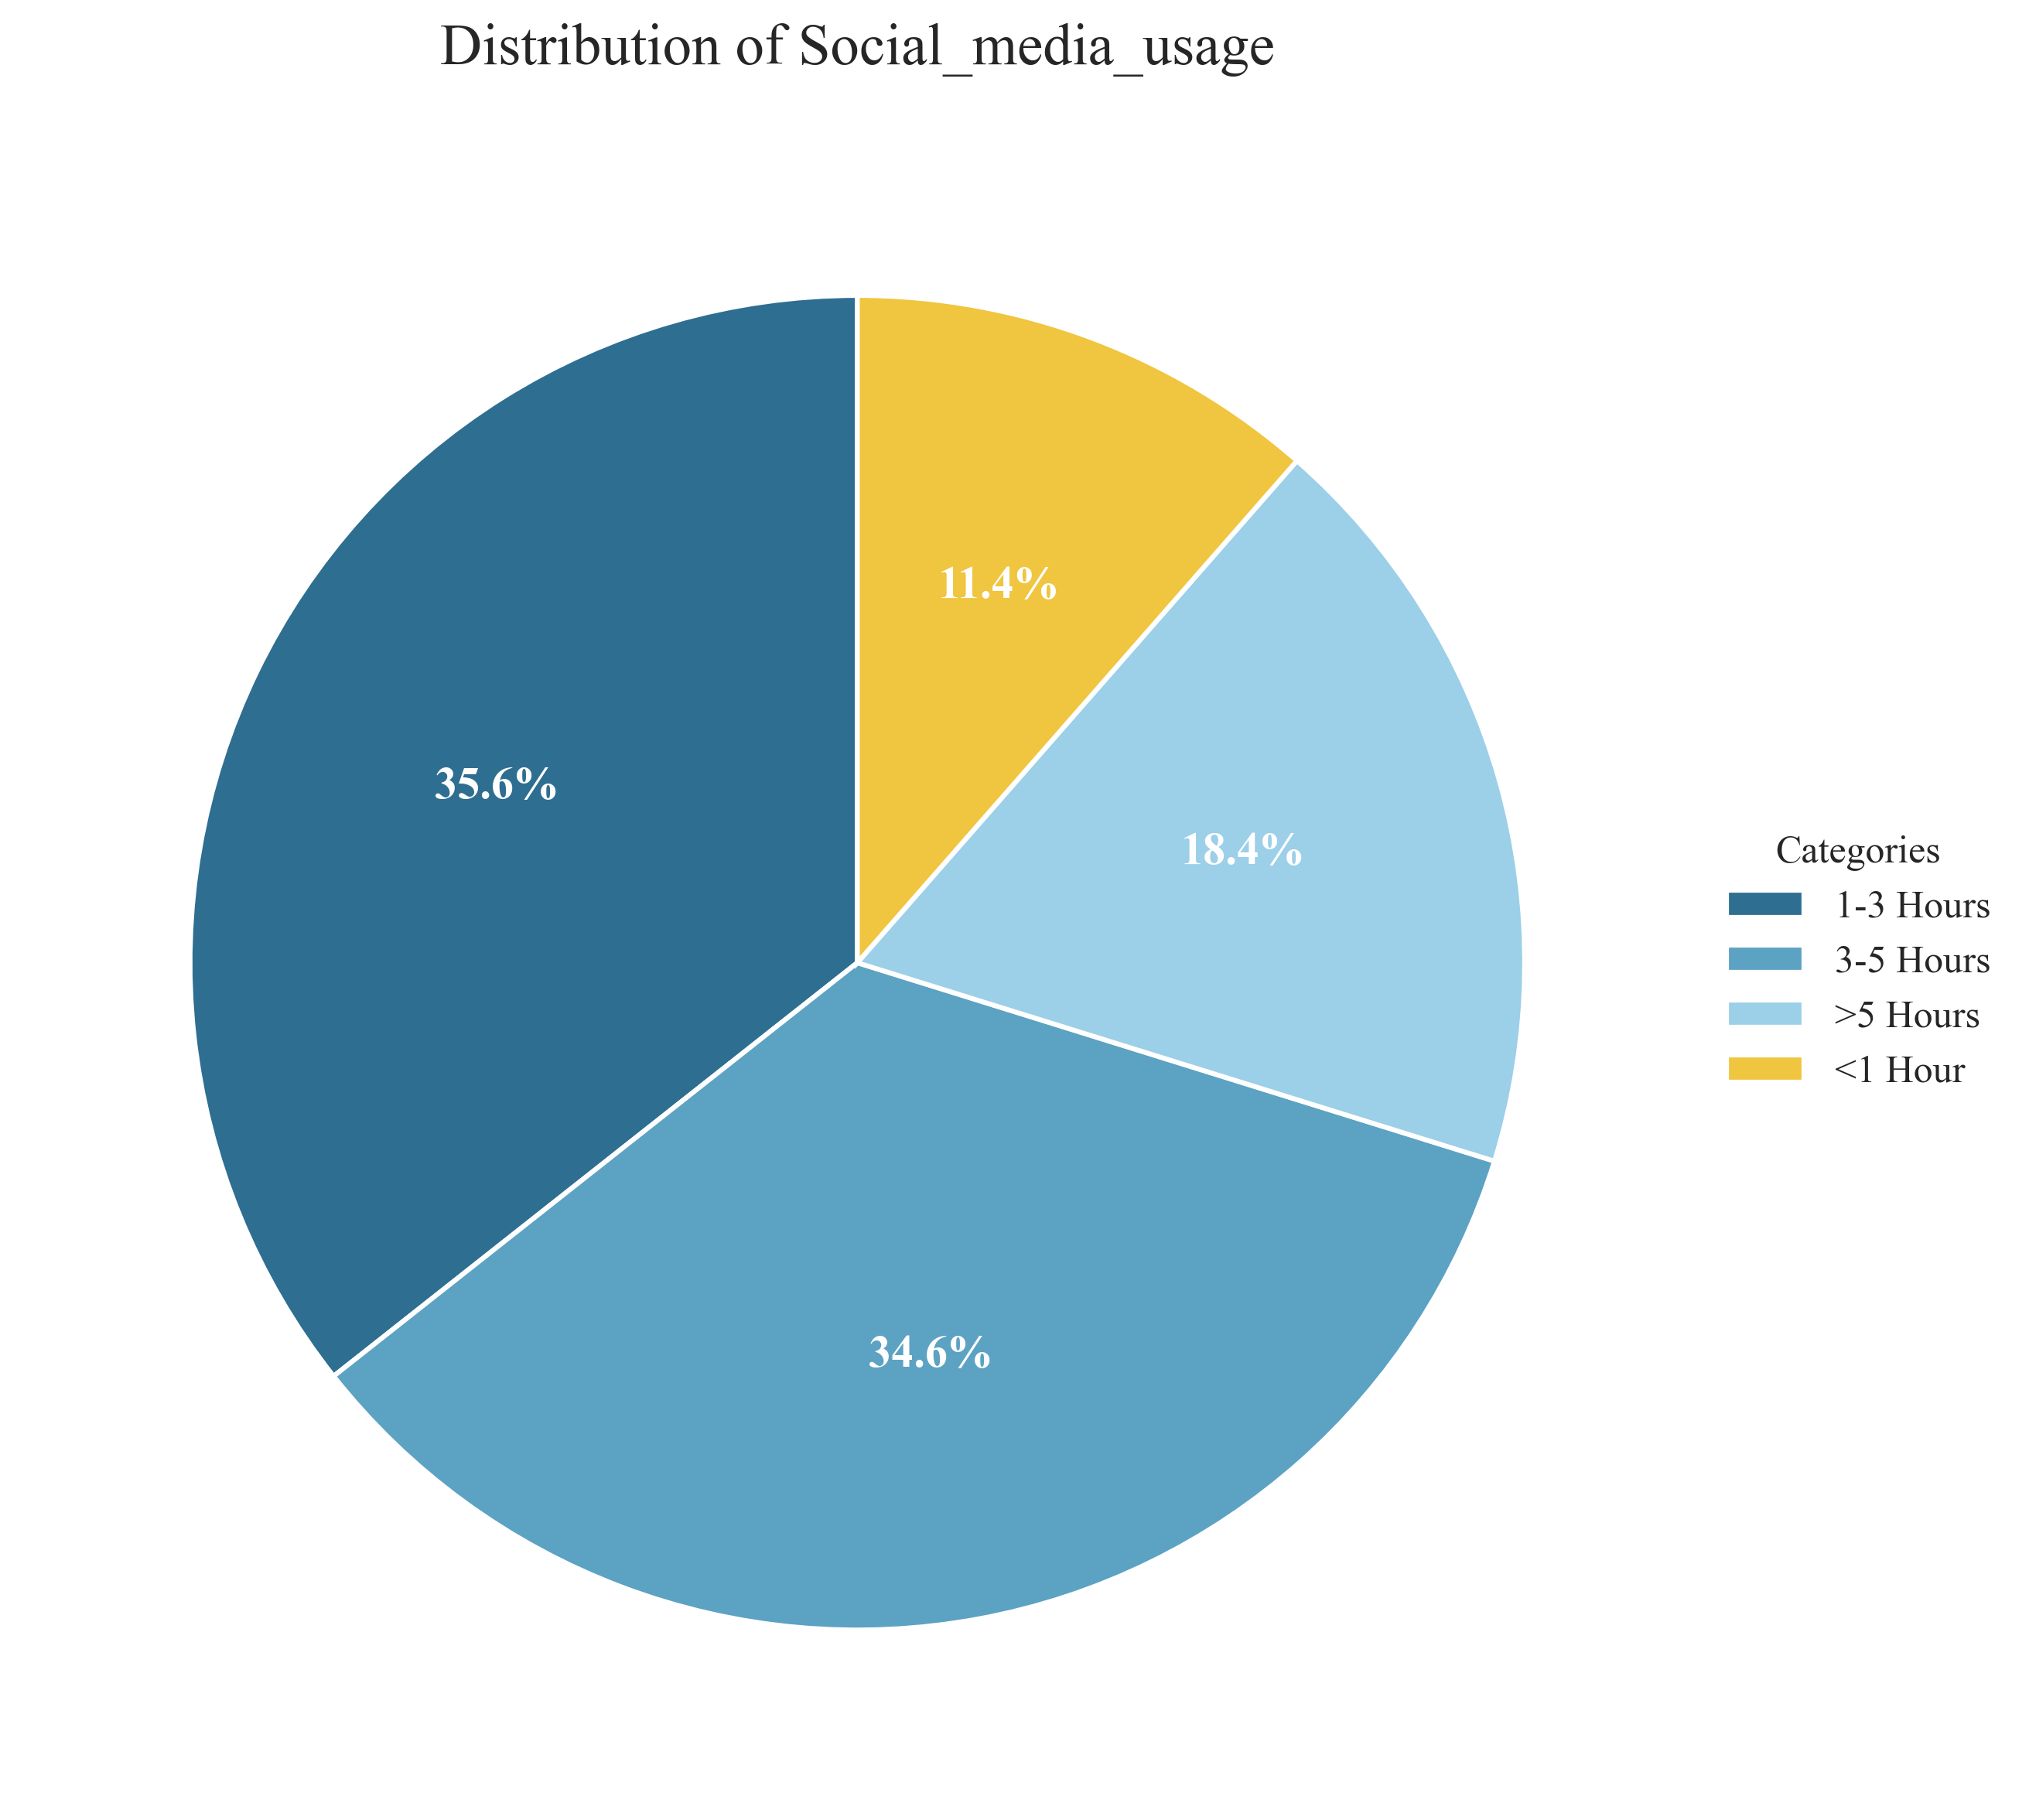 Distribution of Social_media_usage
11.4%
35.6%
18.4%
34.6%
Categories
1-3 Hours
3-5 Hours
>5 Hours
<1 Hour